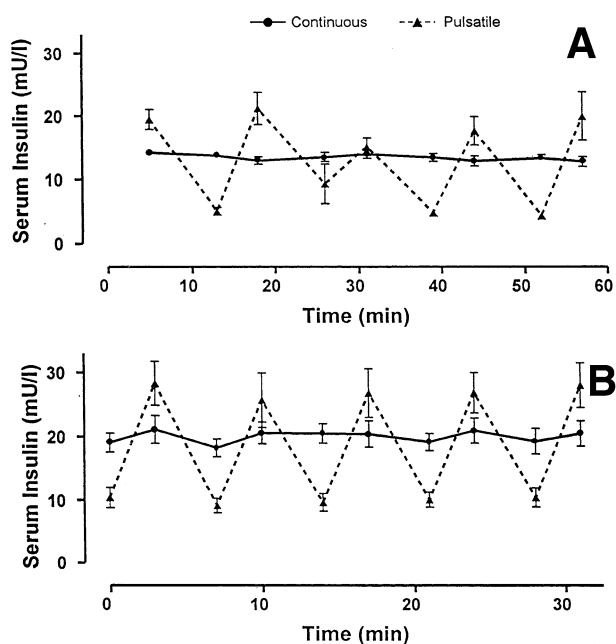 Continuous Pulsatile
A
Serum Insulin (mU/l)
30
20
10
0
0 10 20 30 40 50 60
Time (min)
B
Serum Insulin (mU/l)
30
20
10
0
0 10 20 30
Time (min)